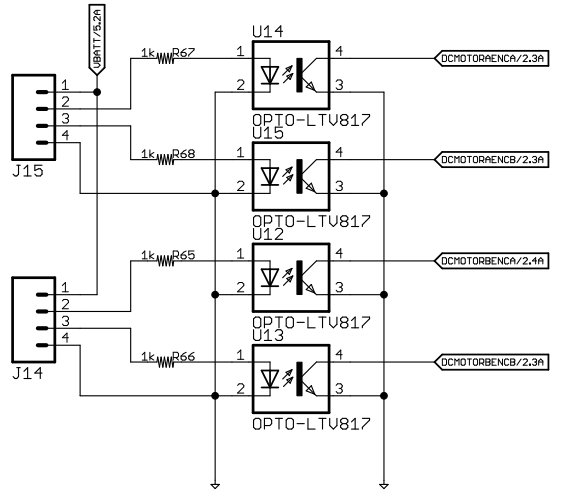 VBATT/5.2A
U14
1k R67
1
2
4
3
DCMOTORAENCA/2.3A
OPTO-LTV817
1
2
3
4
J15
U15
1k R68
1
2
4
3
DCMOTORAENCB/2.3A
OPTO-LTV817
U12
1k R65
1
2
4
3
DCMOTORBENCA/2.4A
OPTO-LTV817
1
2
3
4
J14
U13
1k R66
1
2
4
3
DCMOTORBENCB/2.3A
OPTO-LTV817